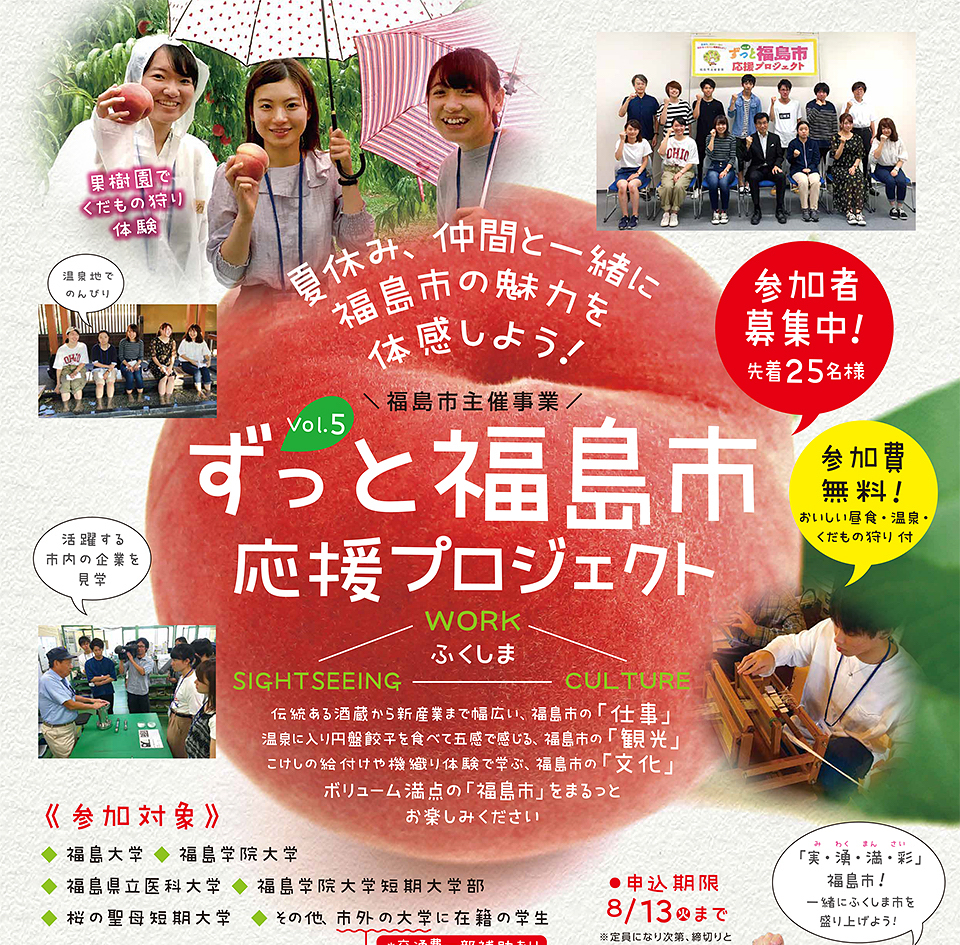 ずっと福島市
応援プロジェクト
果樹園で
くだもの狩り
体験
温泉地で
のんびり
夏休み、仲間と一緒に
福島市の魅力を
体感しよう!
参加者
募集中!
先着25名様
＼福島市主催事業／
Vol.5
ずっと福島市
応援プロジェクト
参加費
無料!
おいしい昼食・温泉・
くだもの狩り 付
活躍する
市内の企業を
見学
WORK
ふくしま
SIGHTSEEING
CULTURE
伝統ある酒蔵から新産業まで幅広い、福島市の「仕事」
温泉に入り円盤餃子を食べて五感で感じる、福島市の「観光」
こけしの絵付けや機織り体験で学ぶ、福島市の「文化」
ボリューム満点の「福島市」をまるっと
お楽しみください
《参加対象》
◆ 福島大学 ◆ 福島学院大学
◆ 福島県立医科大学 ◆ 福島学院大学短期大学部
◆ 桜の聖母短期大学 ◆ その他、市外の大学に在籍の学生
●申込期限
8/13火まで
※定員になり次第、締切りと
みわくまんさい
「実・湧・満・彩」
福島市!
一緒にふくしま市を
盛り上げよう!